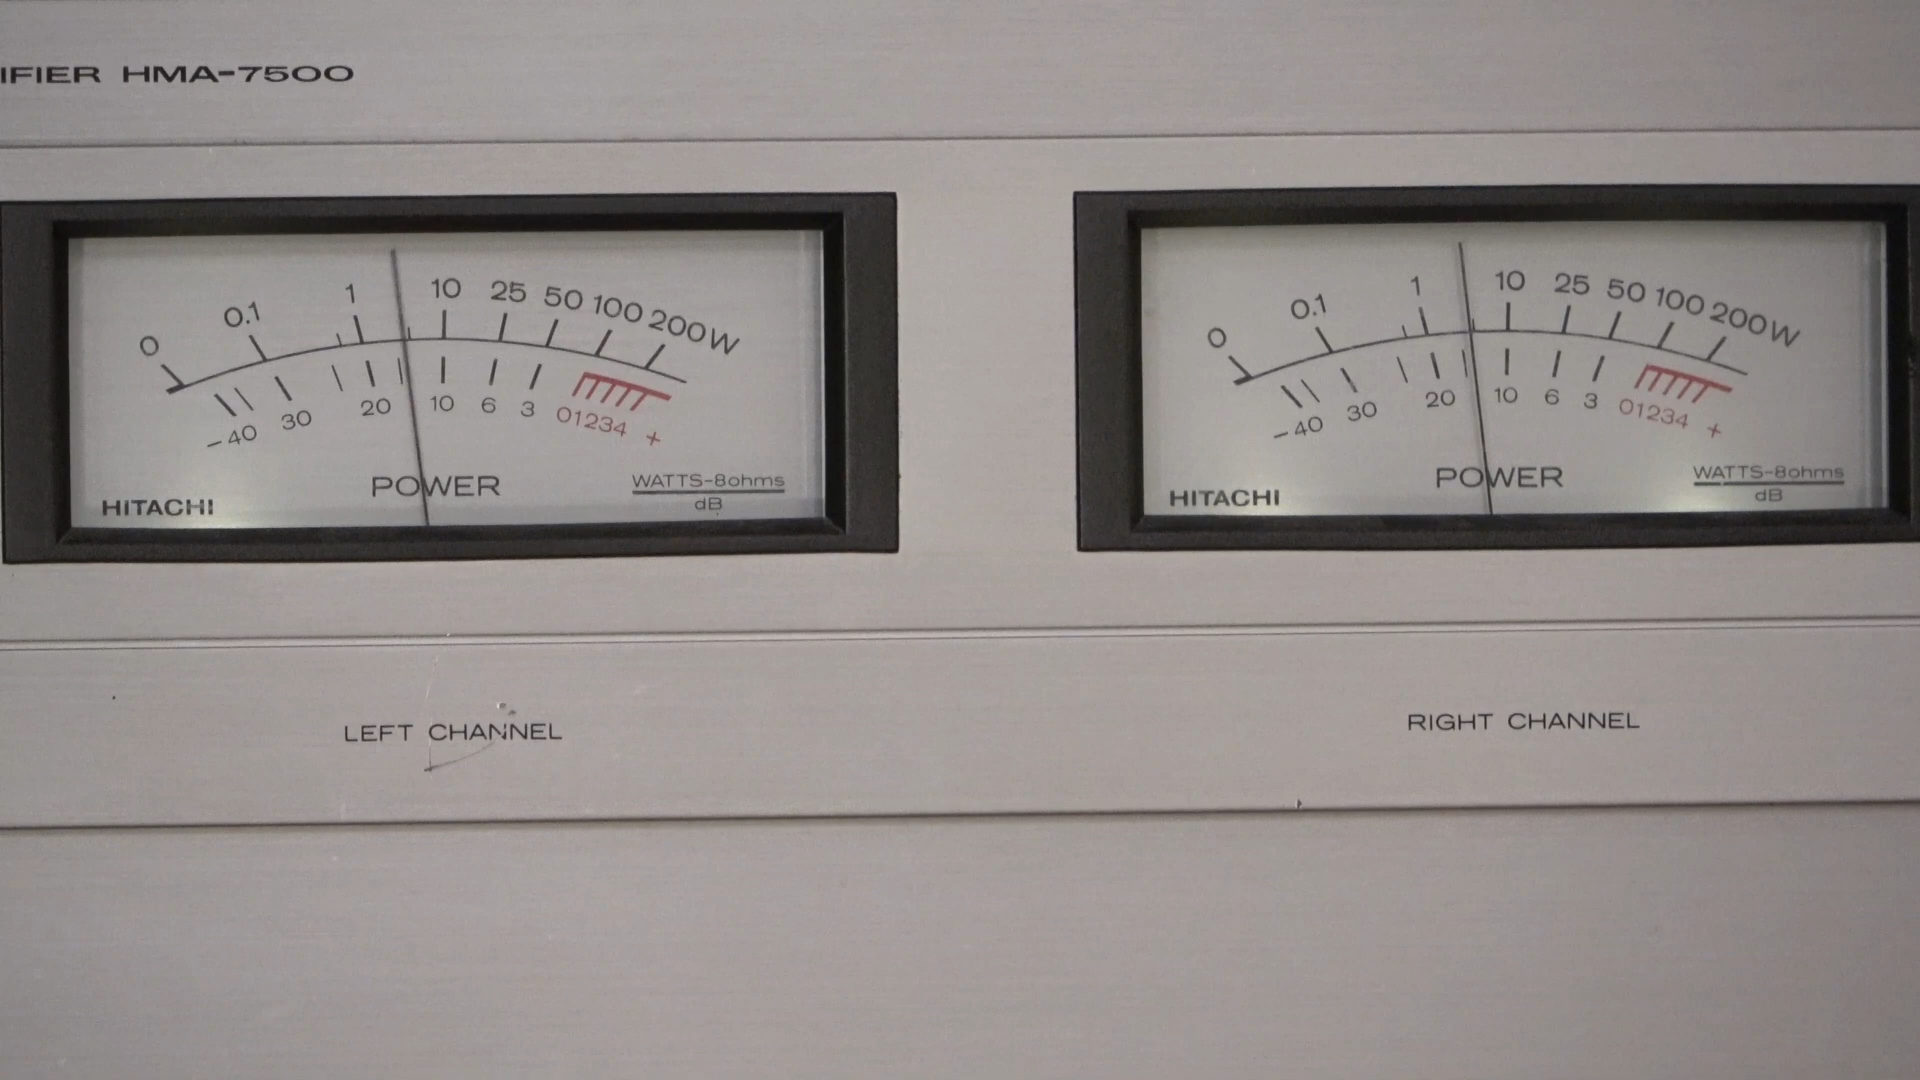 IFIER HMA-7500
0 0.1 1 10 25 50 100 200W
-40 30 20 10 6 3 01234 +
POWER
WATTS-8ohms
dB
HITACHI
0 0.1 1 10 25 50 100 200W
-40 30 20 10 6 3 01234 +
POWER
WATTS-8ohms
dB
HITACHI
LEFT CHANNEL
RIGHT CHANNEL